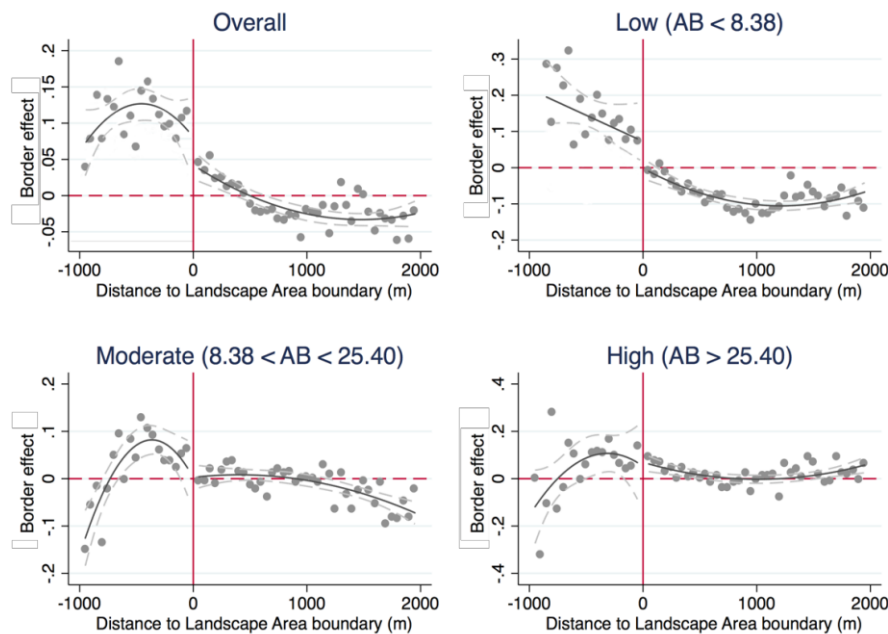 Overall
Low (AB < 8.38)
.2
.15
.1
.05
0
-.05
Border effect
-1000 0 1000 2000
Distance to Landscape Area boundary (m)
.3
.2
.1
0
-.1
-.2
Border effect
-1000 0 1000 2000
Distance to Landscape Area boundary (m)
Moderate (8.38 < AB < 25.40)
High (AB > 25.40)
.2
.1
0
.1
-.2
Border effect
-1000 0 1000 2000
Distance to Landscape Area boundary (m)
.4
.2
0
-.2
-.4
Border effect
-1000 0 1000 2000
Distance to Landscape Area boundary (m)